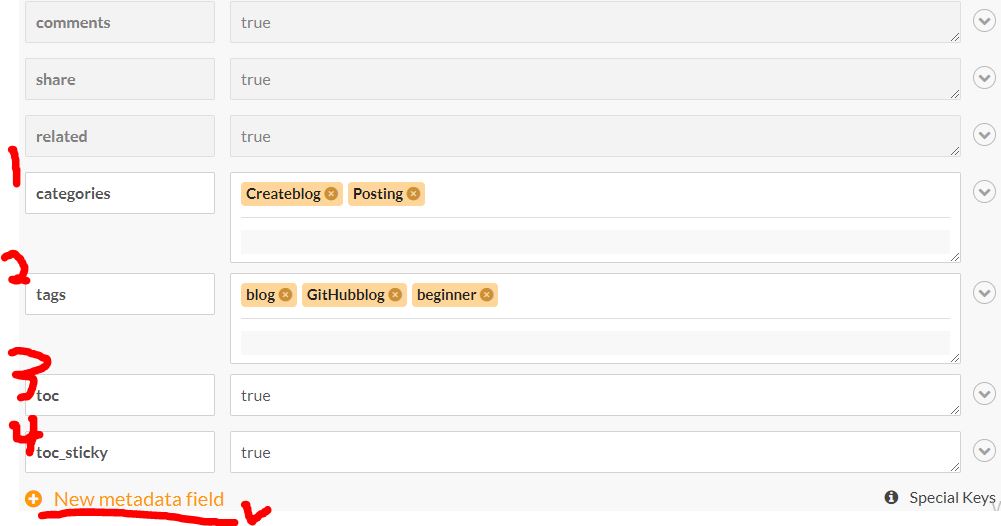 comments true
share true
related true
1
categories Createblog Posting
2
tags blog GitHubblog beginner
3
toc true
4
toc_sticky true
New metadata field Special Keys